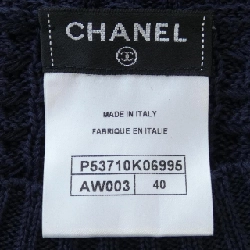 CHANEL
MADE IN ITALY
FABRIQUE EN ITALIE
P53710K06995
AW003 40